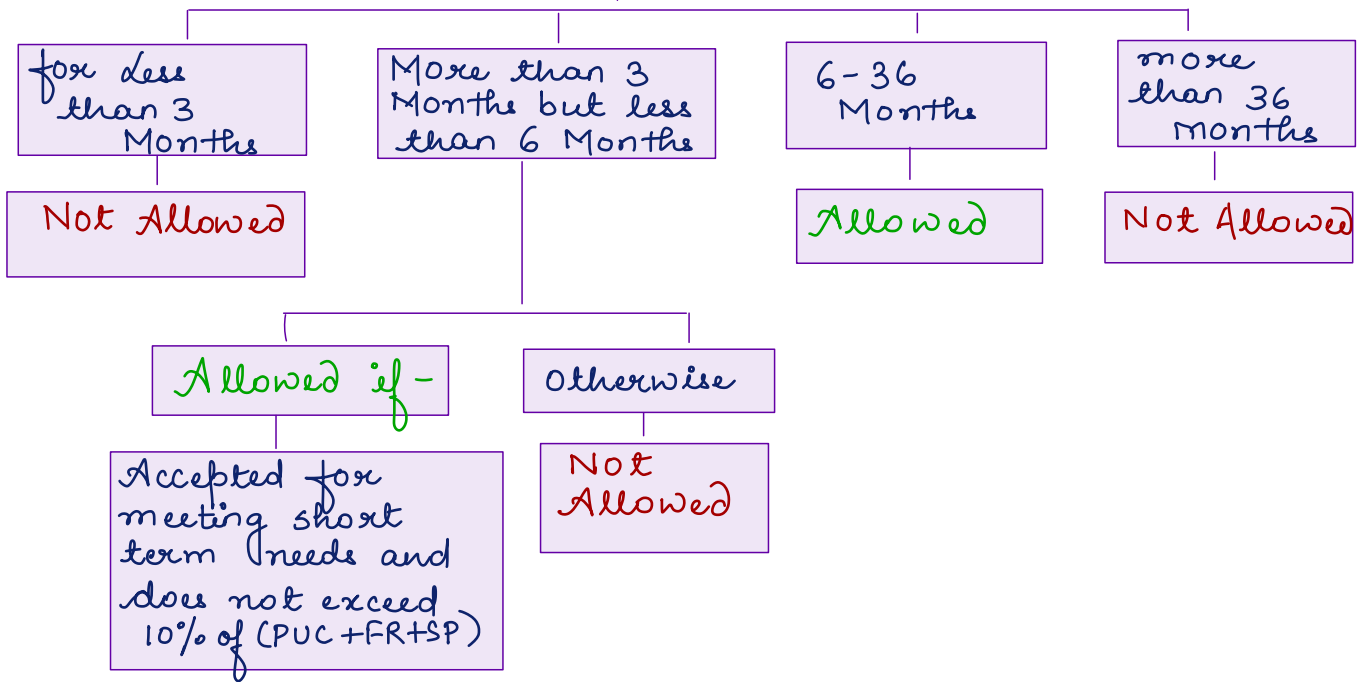 for Less
than 3
Months
More than 3
Months but less
than 6 Months
6-36
Months
more
than 36
months
Not Allowed
Allowed
Not Allowed
Allowed if -
Otherwise
Accepted for
meeting short
term needs and
does not exceed
10% of (PUC+FR+SP)
Not
Allowed